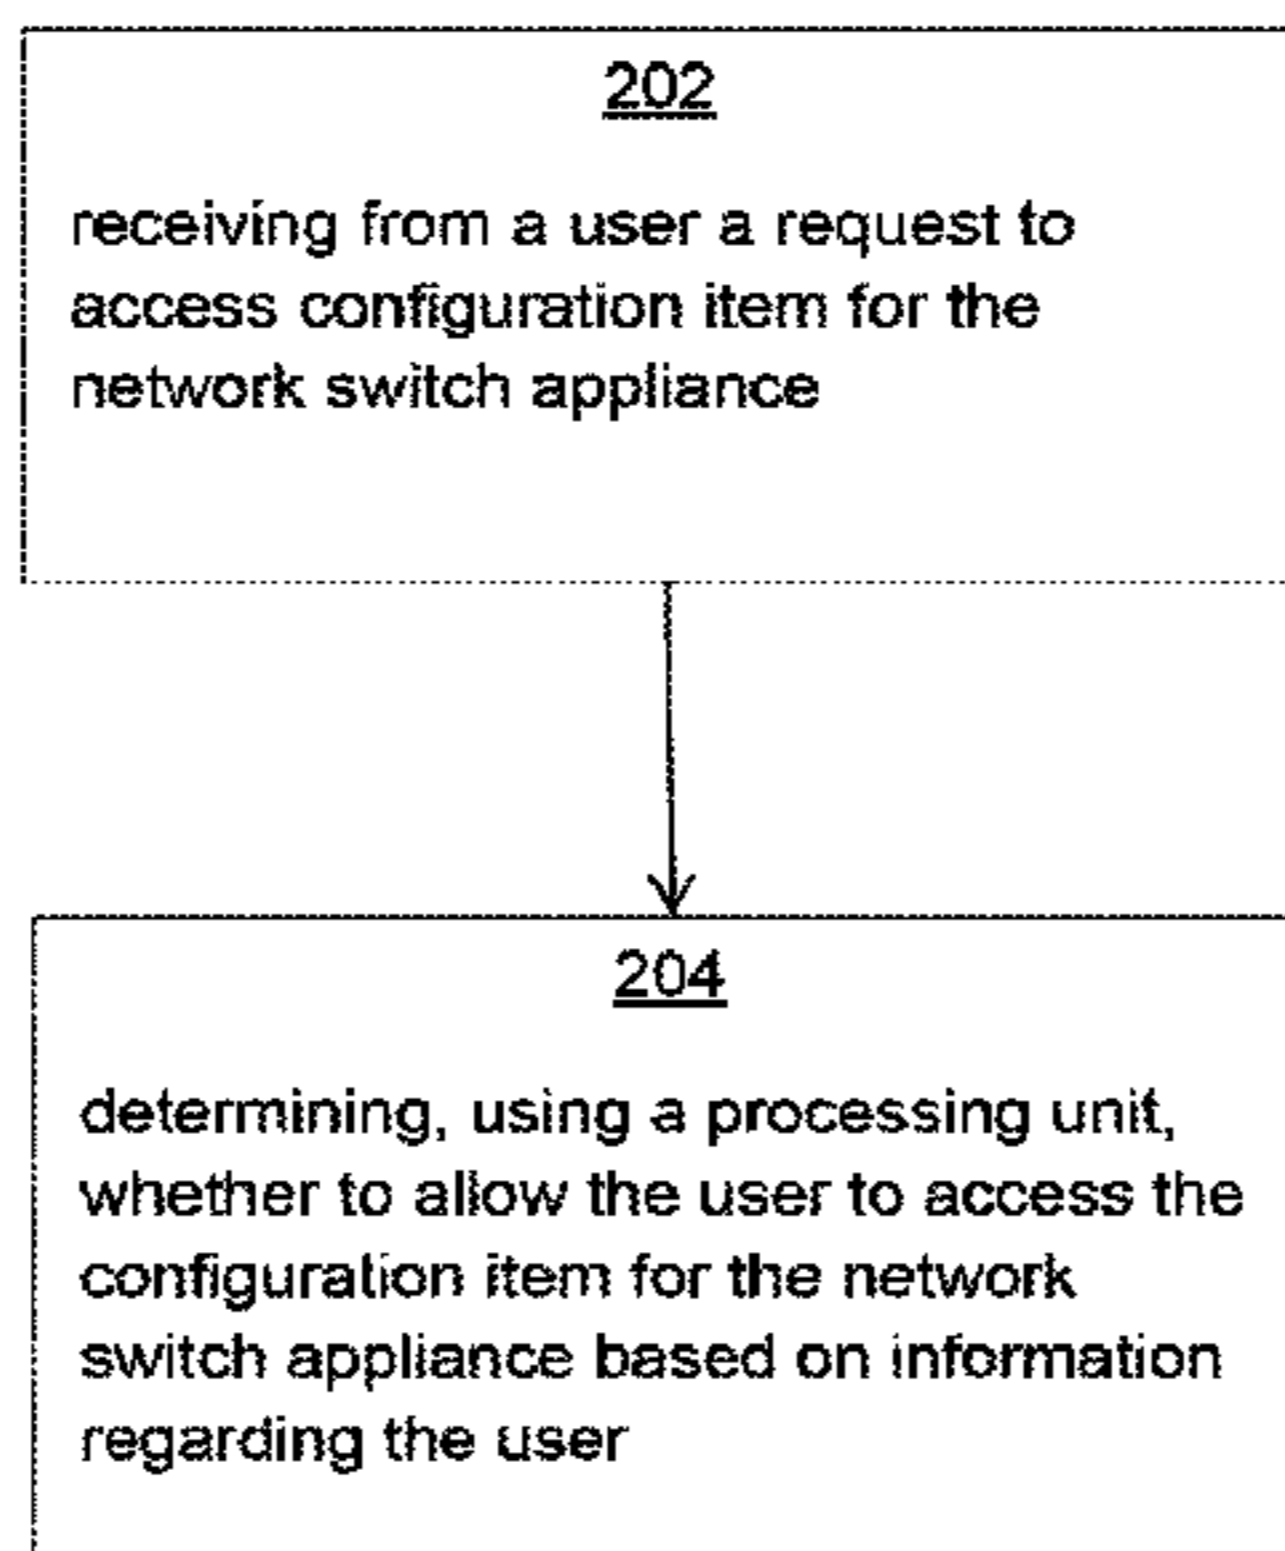 202
receiving from a user a request to
access configuration item for the
network switch appliance
204
determining, using a processing unit,
whether to allow the user to access the
configuration item for the network
switch appliance based on information
regarding the user